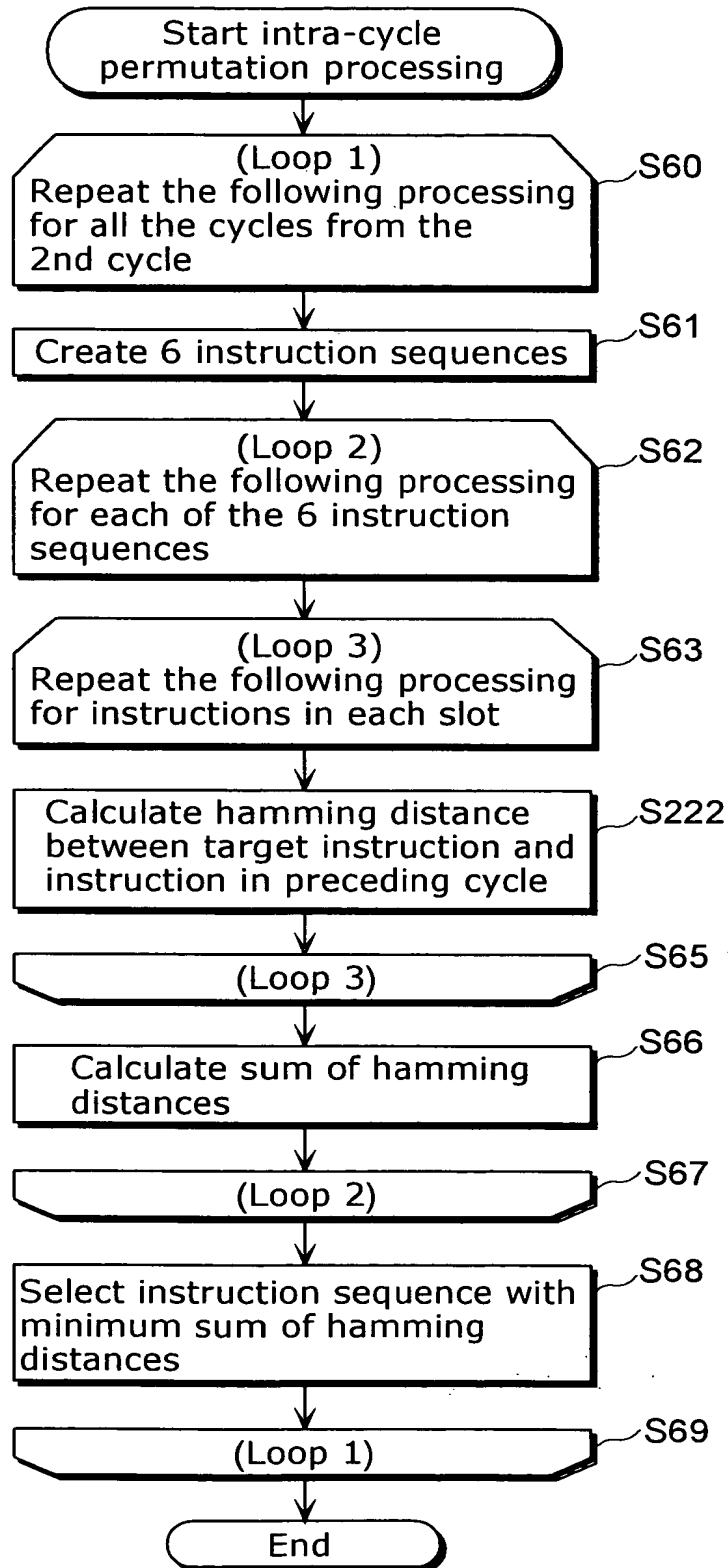 Start intra-cycle
permutation processing
(Loop 1)
Repeat the following processing
for all the cycles from the
2nd cycle
S60
Create 6 instruction sequences
S61
(Loop 2)
Repeat the following processing
for each of the 6 instruction
sequences
S62
(Loop 3)
Repeat the following processing
for instructions in each slot
S63
Calculate hamming distance
between target instruction and
instruction in preceding cycle
S222
(Loop 3)
S65
Calculate sum of hamming
distances
S66
(Loop 2)
S67
Select instruction sequence with
minimum sum of hamming
distances
S68
(Loop 1)
S69
End